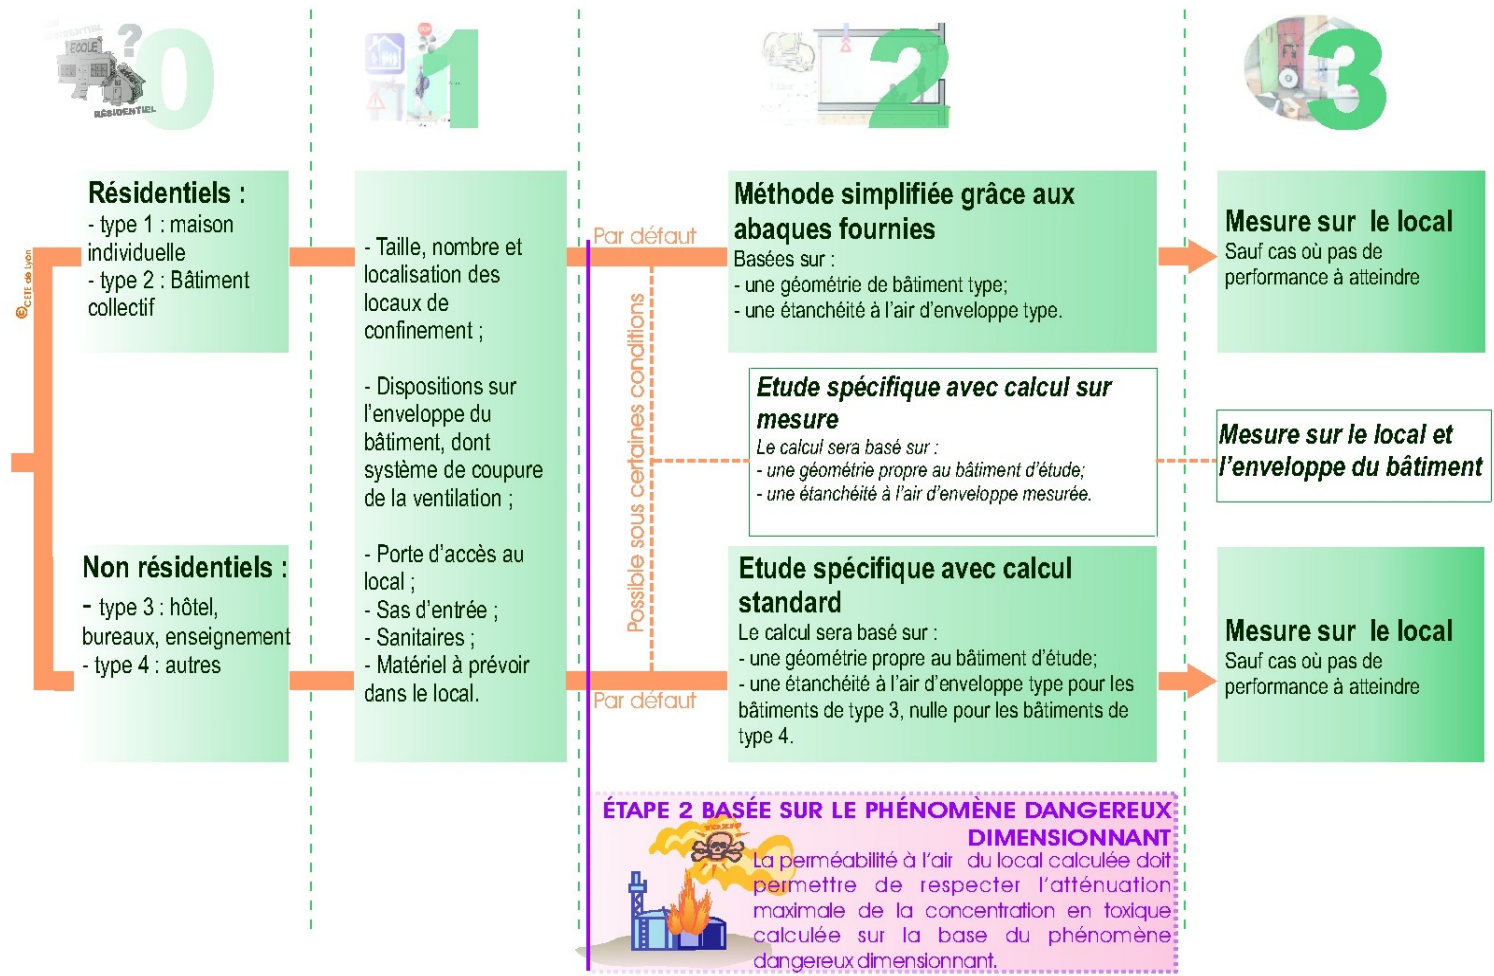 ECOLE
?
RÉSIDENTIEL
0
1
2
3
©CETE de Lyon
Résidentiels :
- type 1 : maison
individuelle
- type 2 : Bâtiment
collectif
Non résidentiels :
- type 3 : hôtel,
bureaux, enseignement
- type 4 : autres
- Taille, nombre et
localisation des
locaux de
confinement ;
- Dispositions sur
l'enveloppe du
bâtiment, dont
système de coupure
de la ventilation ;
- Porte d'accès au
local ;
- Sas d'entrée ;
- Sanitaires ;
- Matériel à prévoir
dans le local.
Par défaut
Possible sous certaines conditions
Par défaut
Méthode simplifiée grâce aux
abaques fournies
Basées sur :
- une géométrie de bâtiment type;
- une étanchéité à l'air d'enveloppe type.
Etude spécifique avec calcul sur
mesure
Le calcul sera basé sur :
- une géométrie propre au bâtiment d'étude;
- une étanchéité à l'air d'enveloppe mesurée.
Etude spécifique avec calcul
standard
Le calcul sera basé sur :
- une géométrie propre au bâtiment d'étude;
- une étanchéité à l'air d'enveloppe type pour les
bâtiments de type 3, nulle pour les bâtiments de
type 4.
Mesure sur le local
Sauf cas où pas de
performance à atteindre
Mesure sur le local et
l'enveloppe du bâtiment
Mesure sur le local
Sauf cas où pas de
performance à atteindre
ÉTAPE 2 BASÉE SUR LE PHÉNOMÈNE DANGEREUX
DIMENSIONNANT
TOXIC
La perméabilité à l'air du local calculée doit
permettre de respecter l'atténuation
maximale de la concentration en toxique
calculée sur la base du phénomène
dangereux dimensionnant.